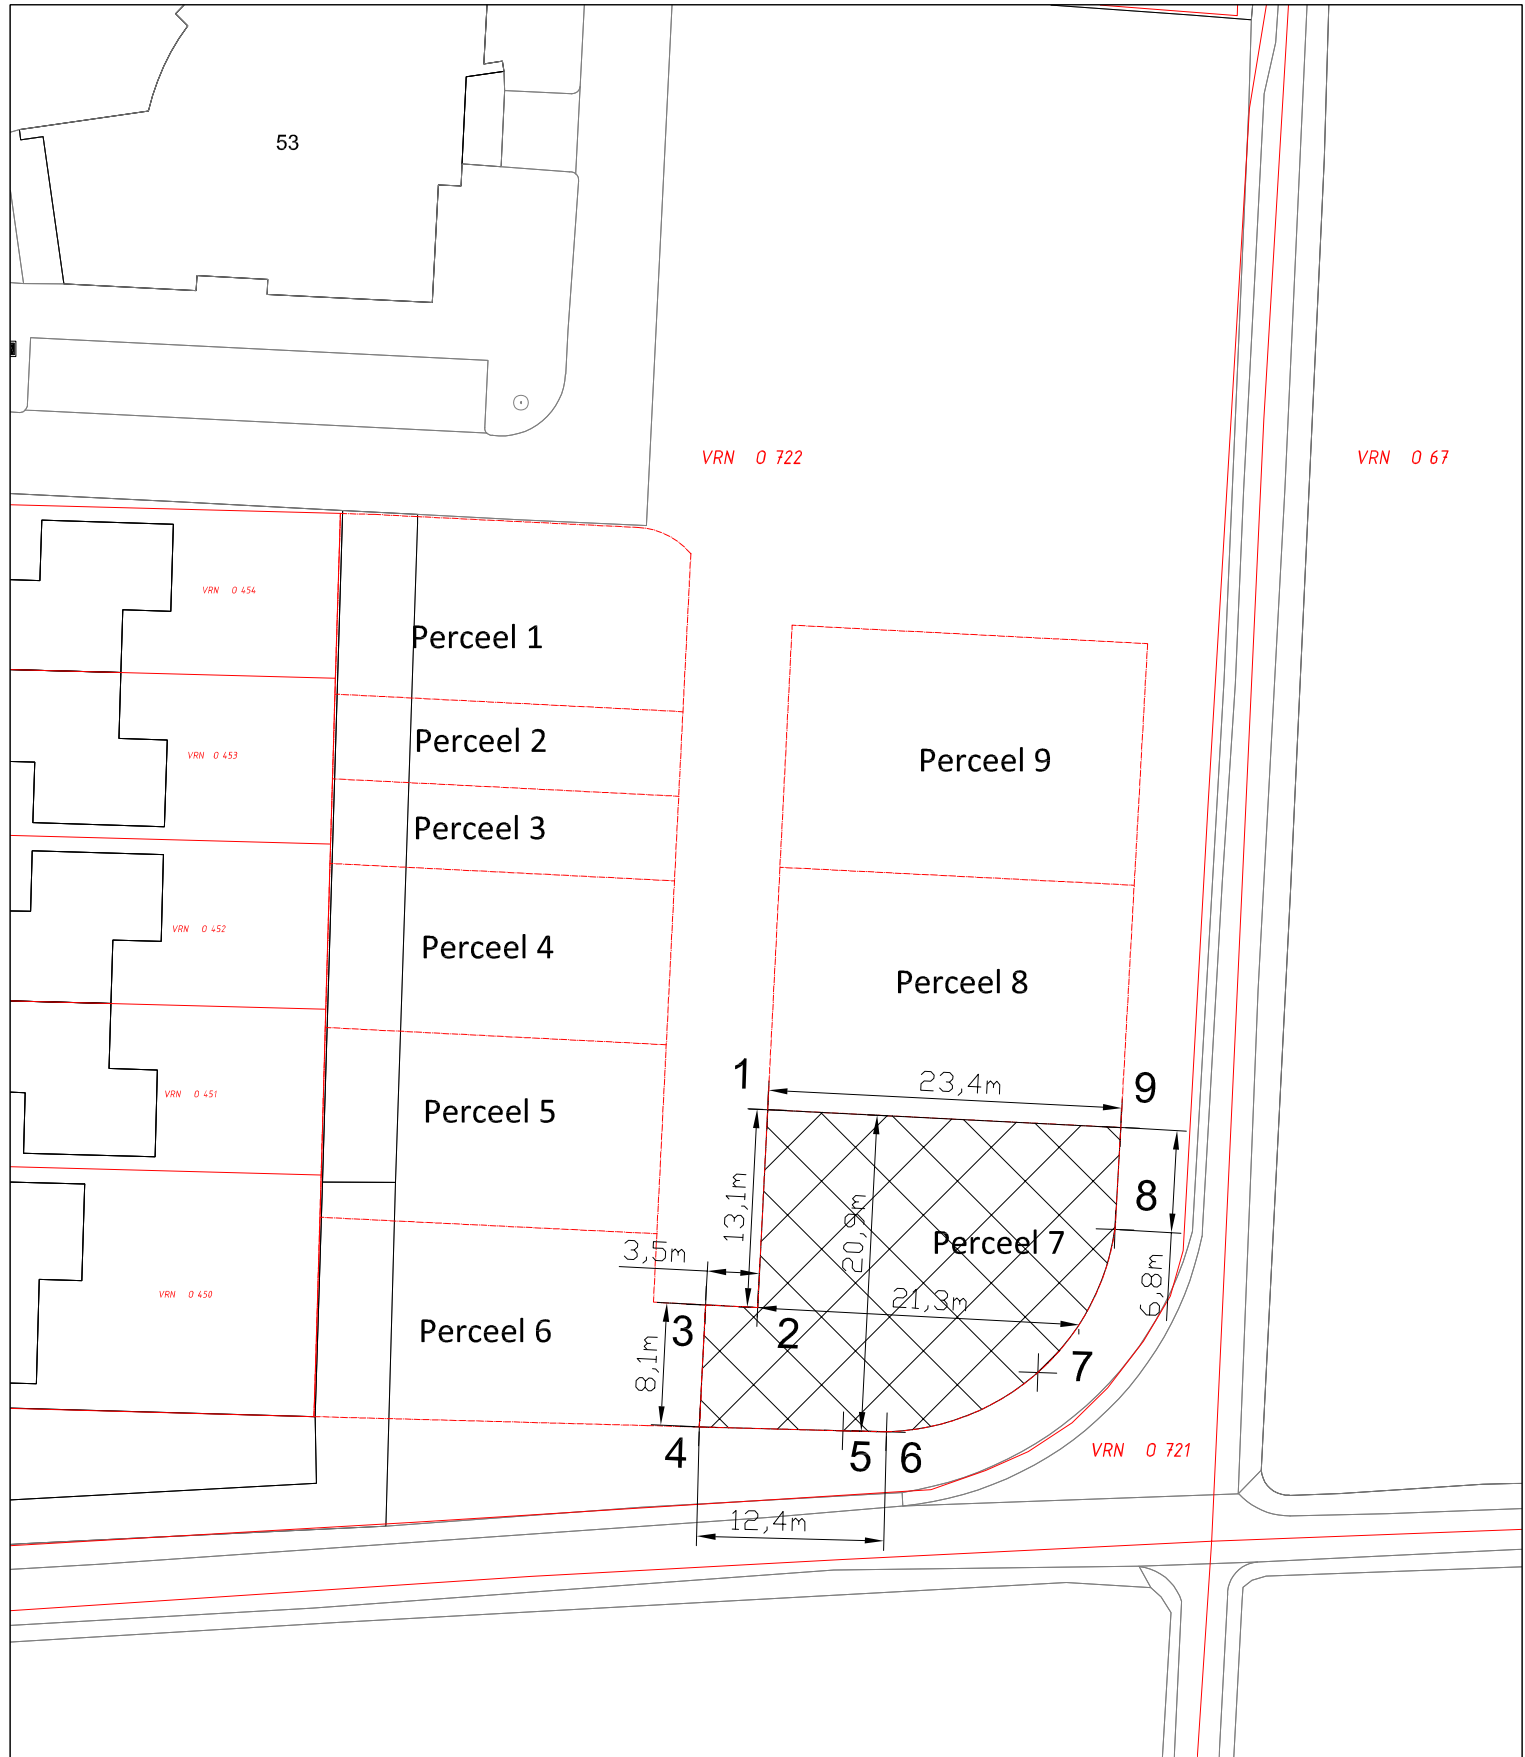 53
VRN O 722
VRN O 67
VRN O 454
Perceel 1
Perceel 2
VRN O 453
Perceel 9
Perceel 3
VRN O 452
Perceel 4
Perceel 8
1
23,4m
9
VRN O 451
Perceel 5
13,1m
20,9m
8
Perceel 7
3,5m
6,8m
VRN O 450
21,3m
Perceel 6
3
2
8,1m
7
4
5
6
VRN O 721
12,4m